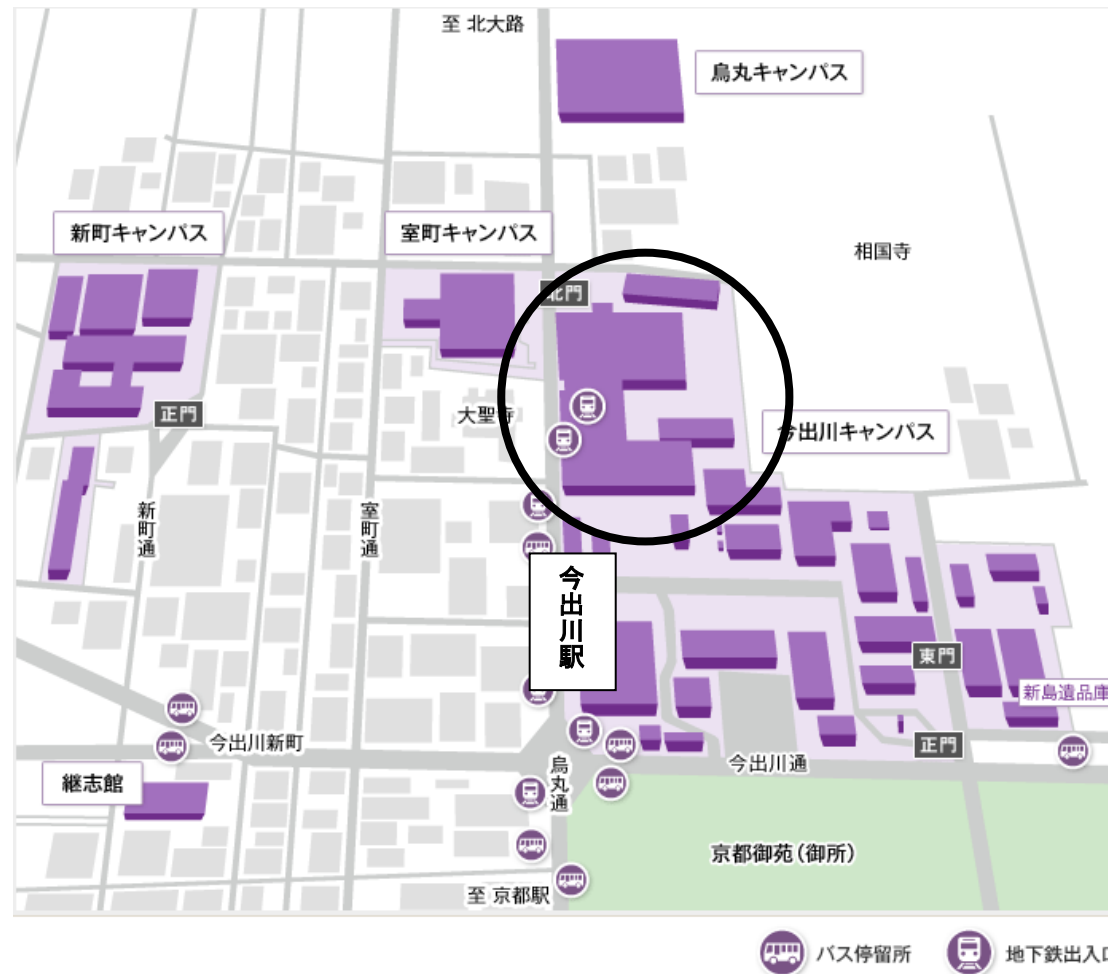 至 北大路
烏丸キャンパス
新町キャンパス
室町キャンパス
相国寺
北門
正門
大聖寺
今出川キャンパス
新町通
室町通
今出川駅
東門
新島遺品庫
今出川新町
正門
烏丸通
今出川通
継志館
京都御苑（御所）
至 京都駅
バス停留所
地下鉄出入口